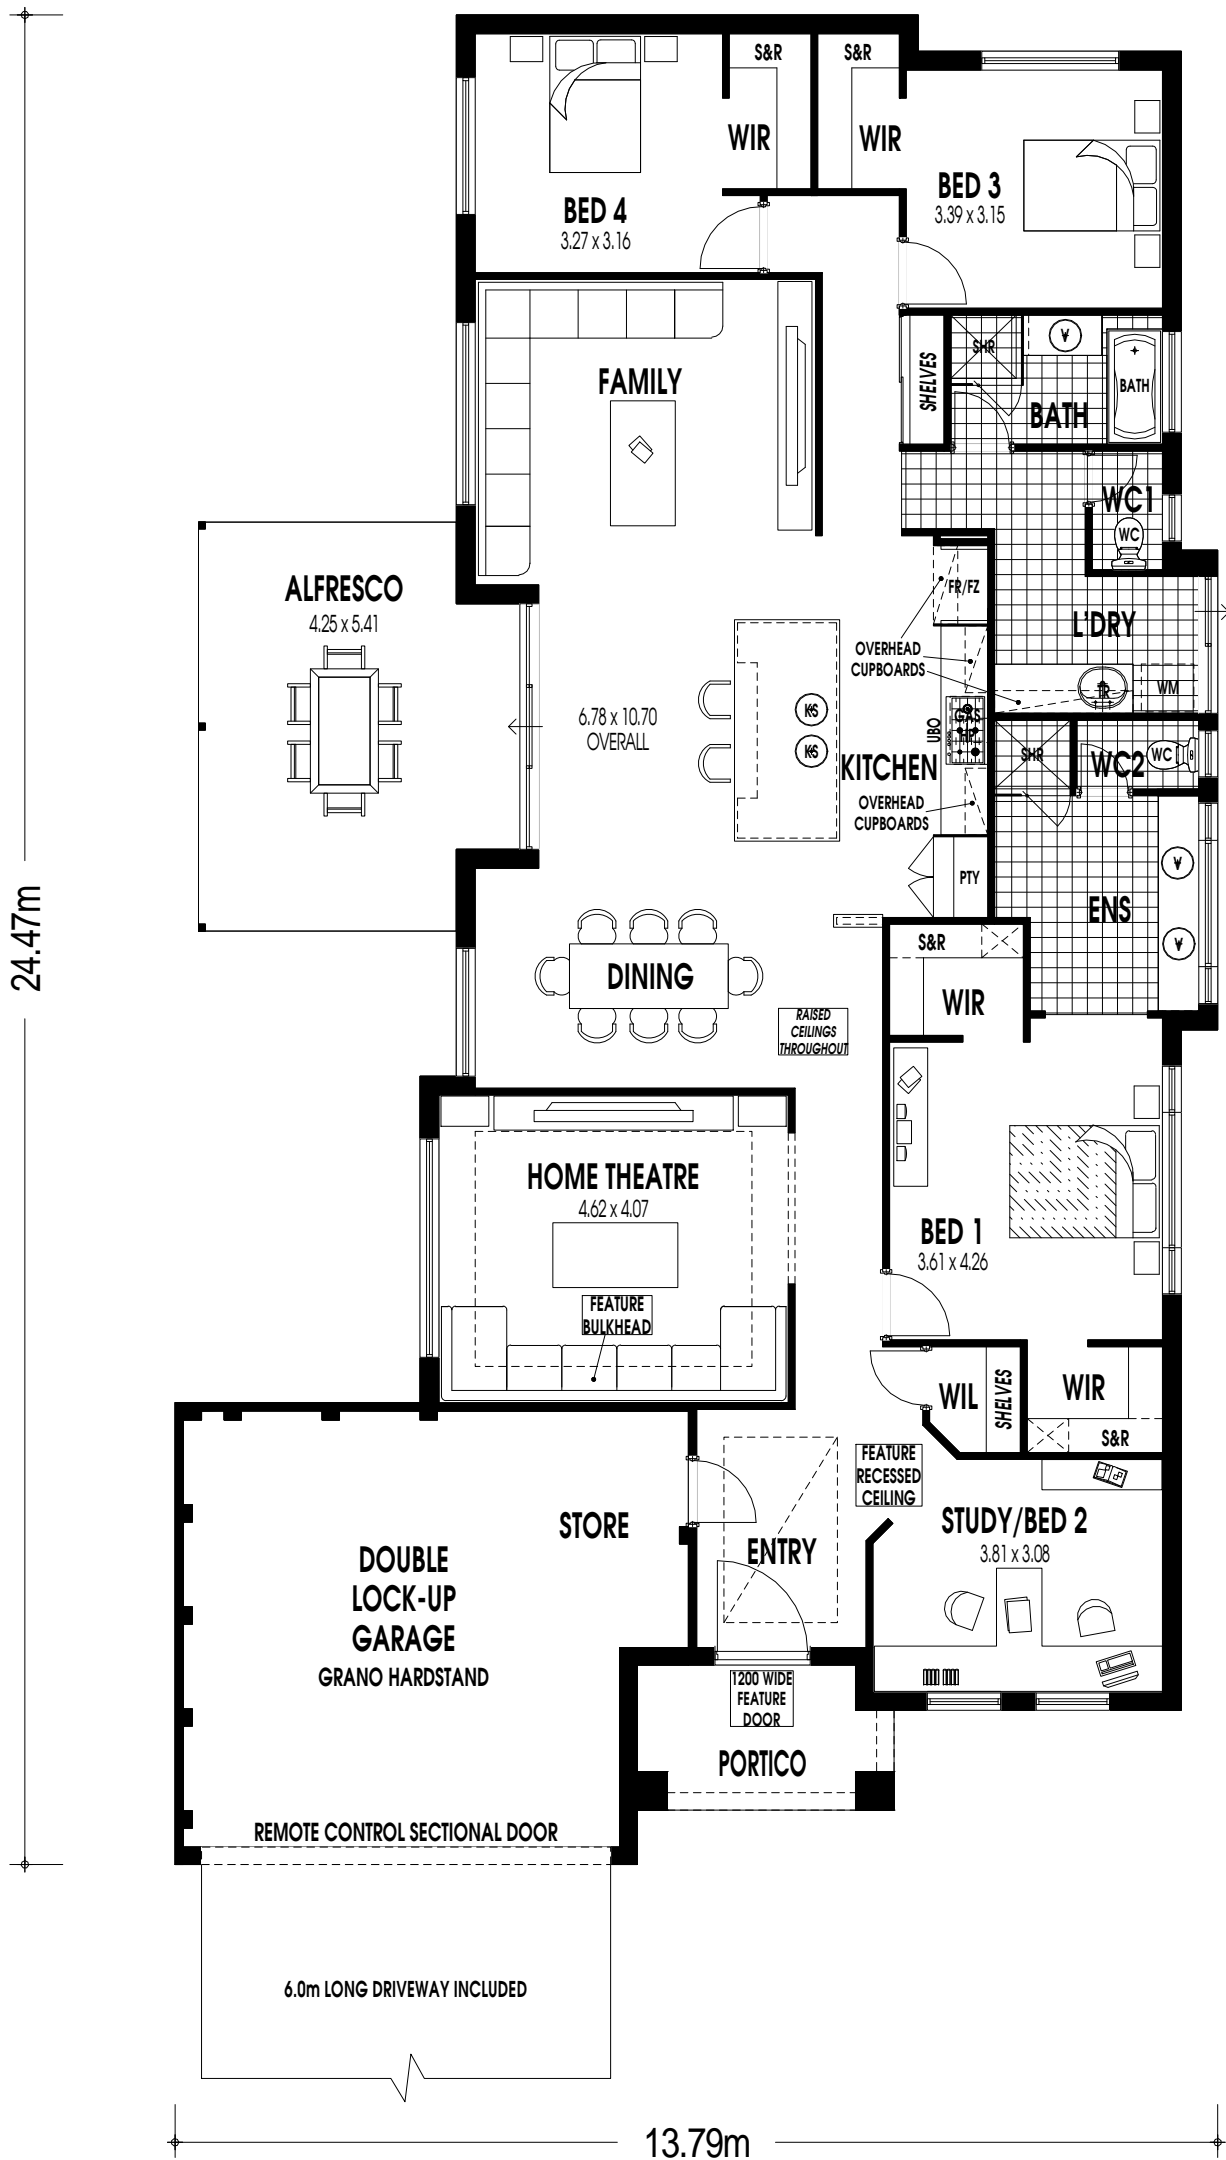 S&R
S&R
WIR
WIR
BED 4
3.27 x 3.16
BED 3
3.39 x 3.15
FAMILY
SHELVES
SHR
V
BATH
BATH
WC1
WC
ALFRESCO
4.25 x 5.41
FR/FZ
OVERHEAD
CUPBOARDS
L'DRY
TR
WM
6.78 x 10.70
OVERALL
K/S
K/S
UBO
GAS
HP
KITCHEN
SHR
WC2
WC
OVERHEAD
CUPBOARDS
PTY
V
ENS
V
24.47m
DINING
S&R
WIR
RAISED
CEILINGS
THROUGHOUT
HOME THEATRE
4.62 x 4.07
BED 1
3.61 x 4.26
FEATURE
BULKHEAD
WIL
SHELVES
WIR
S&R
FEATURE
RECESSED
CEILING
STORE
ENTRY
STUDY/BED 2
3.81 x 3.08
DOUBLE
LOCK-UP
GARAGE
GRANO HARDSTAND
1200 WIDE
FEATURE
DOOR
PORTICO
REMOTE CONTROL SECTIONAL DOOR
6.0m LONG DRIVEWAY INCLUDED
13.79m